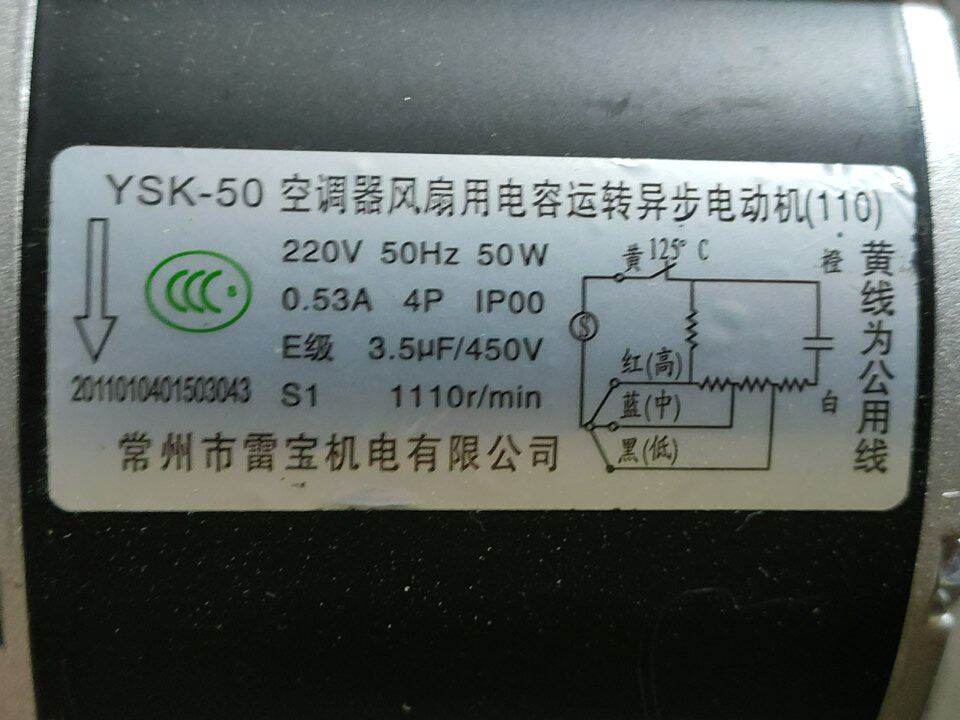 YSK-50 空调器风扇用电容运转异步电动机(110)
220V 50Hz 50W
0.53A 4P IP00
E级 3.5μF/450V
S1 1110r/min
CCC S
2011010401503043
常州市雷宝机电有限公司
黄 125° C
橙
S
红(高)
蓝(中)
黑(低)
白
黄线为公用线